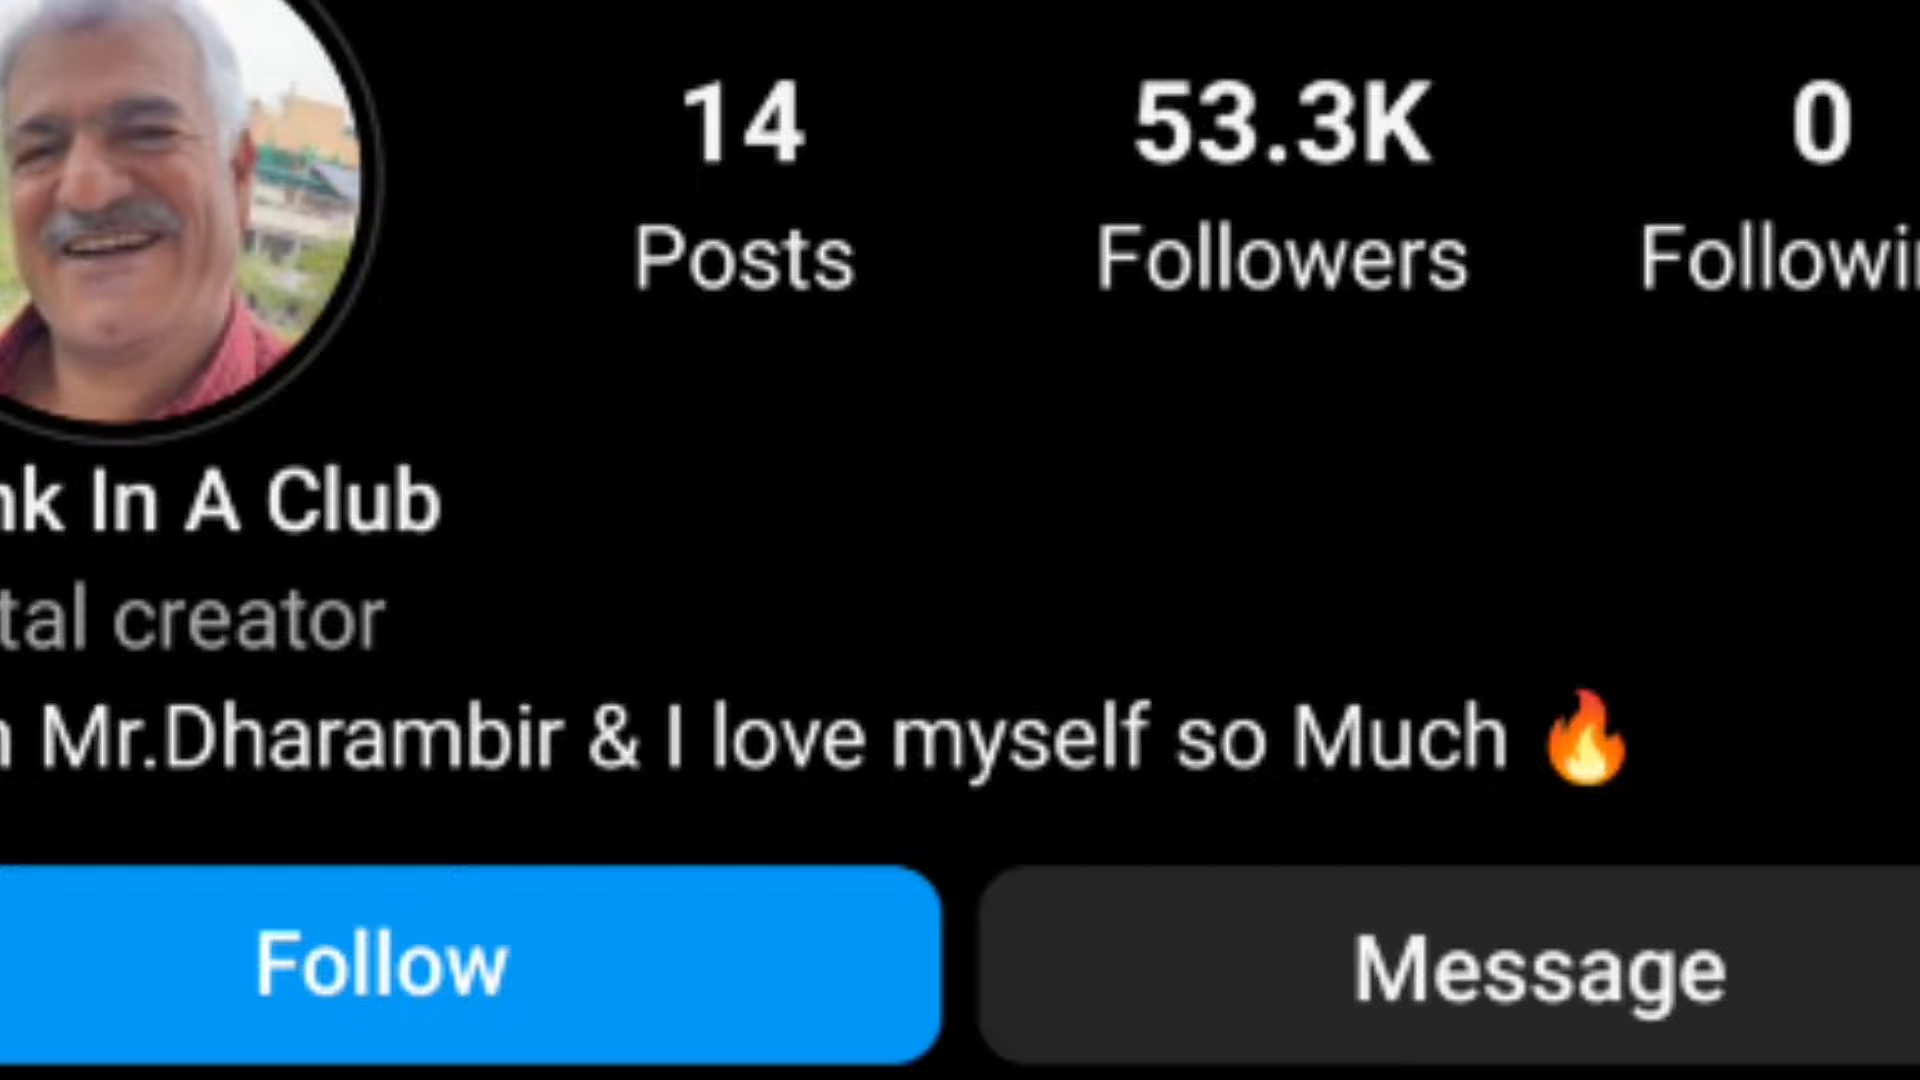 14 53.3K 0
Posts Followers Followin
nk In A Club
tal creator
Mr.Dharambir & I love myself so Much 🔥
Follow Message